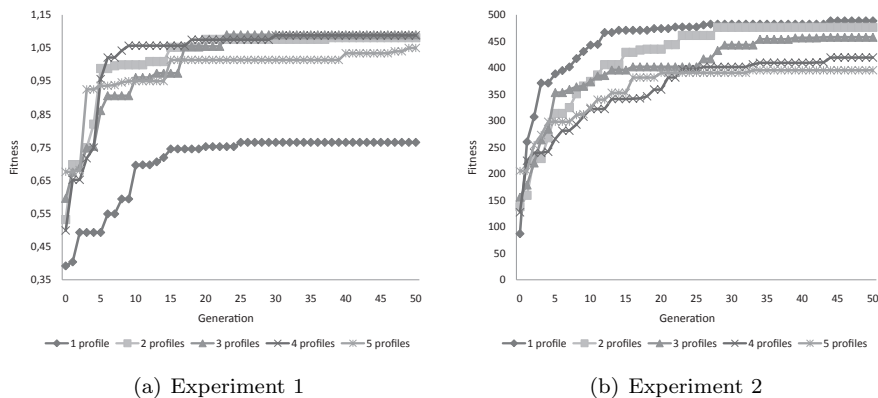 1,15
1,05
0,95
0,85
0,75
0,65
0,55
0,45
0,35
Fitness
0 5 10 15 20 25 30 35 40 45 50
Generation
1 profile 2 profiles 3 profiles 4 profiles 5 profiles
(a) Experiment 1
500
450
400
350
300
250
200
150
100
50
0
Fitness
0 5 10 15 20 25 30 35 40 45 50
Generation
1 profile 2 profiles 3 profiles 4 profiles 5 profiles
(b) Experiment 2